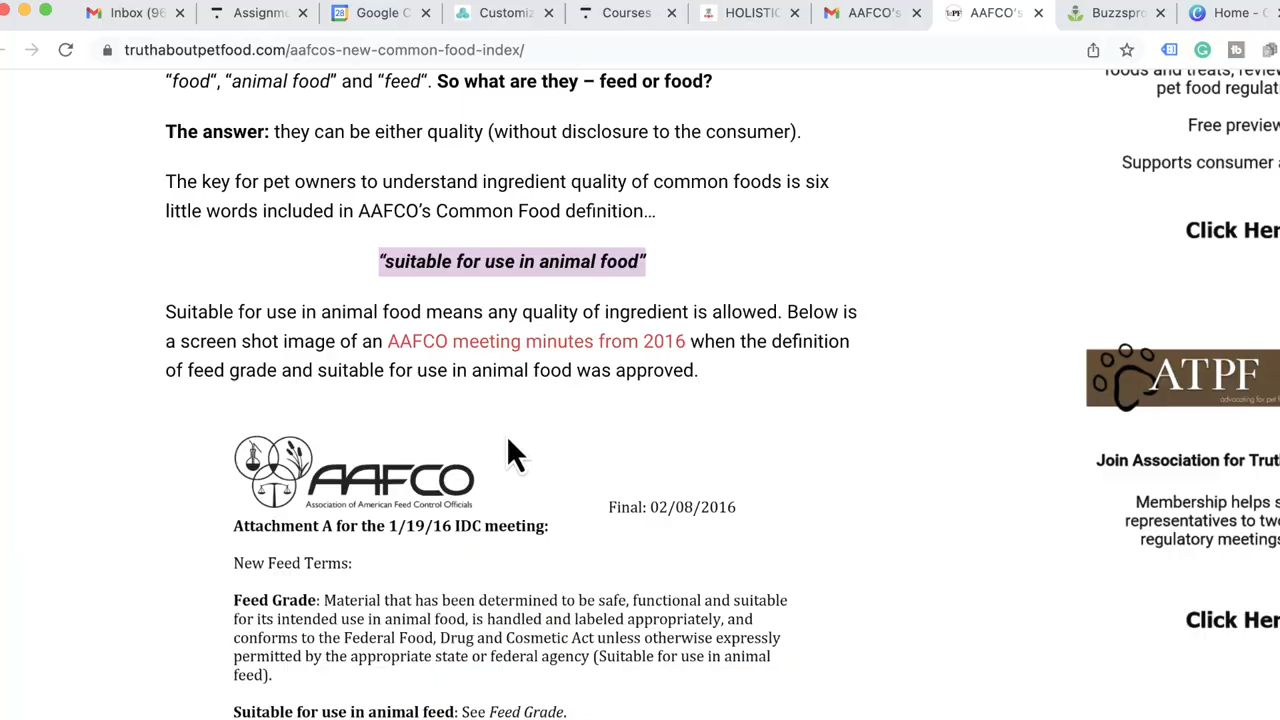 Inbox (96
Assignm
Google C
Customiz
Courses
HOLISTIC
AAFCO's
AAFCO's
Buzzspro
Home - C
truthaboutpetfood.com/aafcos-new-common-food-index/
“food“, “animal food” and “feed“. So what are they – feed or food?
The answer: they can be either quality (without disclosure to the consumer).
The key for pet owners to understand ingredient quality of common foods is six
little words included in AAFCO’s Common Food definition…
“suitable for use in animal food”
Suitable for use in animal food means any quality of ingredient is allowed. Below is
a screen shot image of an AAFCO meeting minutes from 2016 when the definition
of feed grade and suitable for use in animal food was approved.
AAFCO
Association of American Feed Control Officials
Final: 02/08/2016
Attachment A for the 1/19/16 IDC meeting:
New Feed Terms:
Feed Grade: Material that has been determined to be safe, functional and suitable
for its intended use in animal food, is handled and labeled appropriately, and
conforms to the Federal Food, Drug and Cosmetic Act unless otherwise expressly
permitted by the appropriate state or federal agency (Suitable for use in animal
feed).
Suitable for use in animal feed: See Feed Grade.
foods and treats, review
pet food regulat
Free preview
Supports consumer a
Click Her
ATPF
advocating for pet f
Join Association for Trut
Membership helps s
representatives to two
regulatory meetings
Click Her